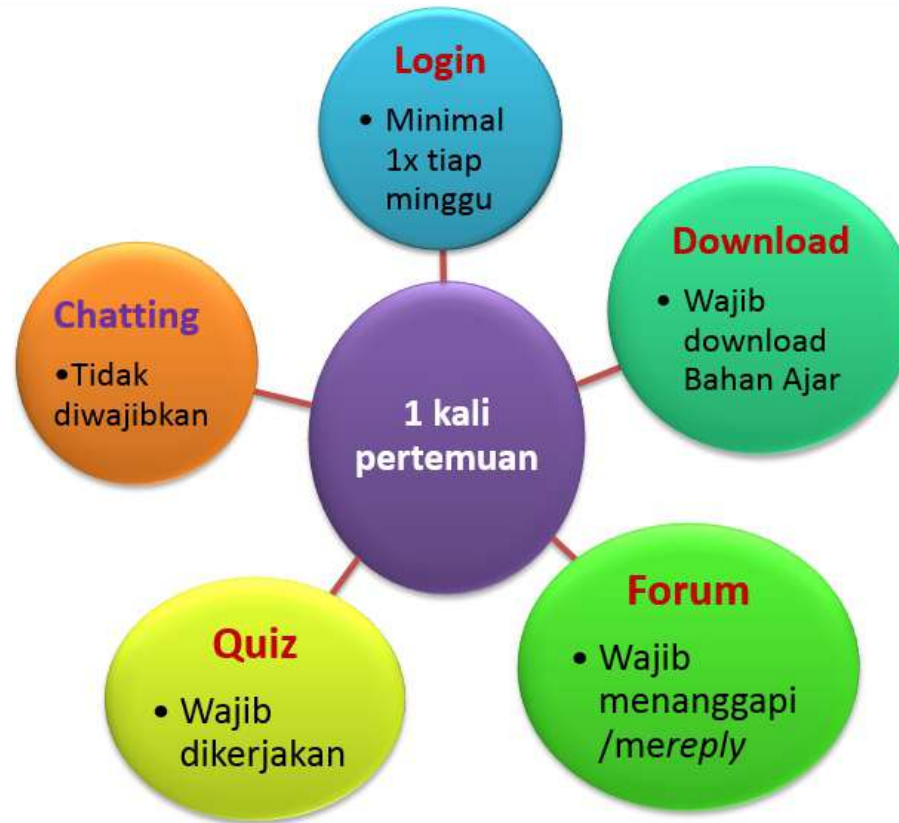 Login
• Minimal
1x tiap
minggu
Download
• Wajib
download
Bahan Ajar
Chatting
•Tidak
diwajibkan
1 kali
pertemuan
Forum
• Wajib
menanggapi
/mereply
Quiz
• Wajib
dikerjakan